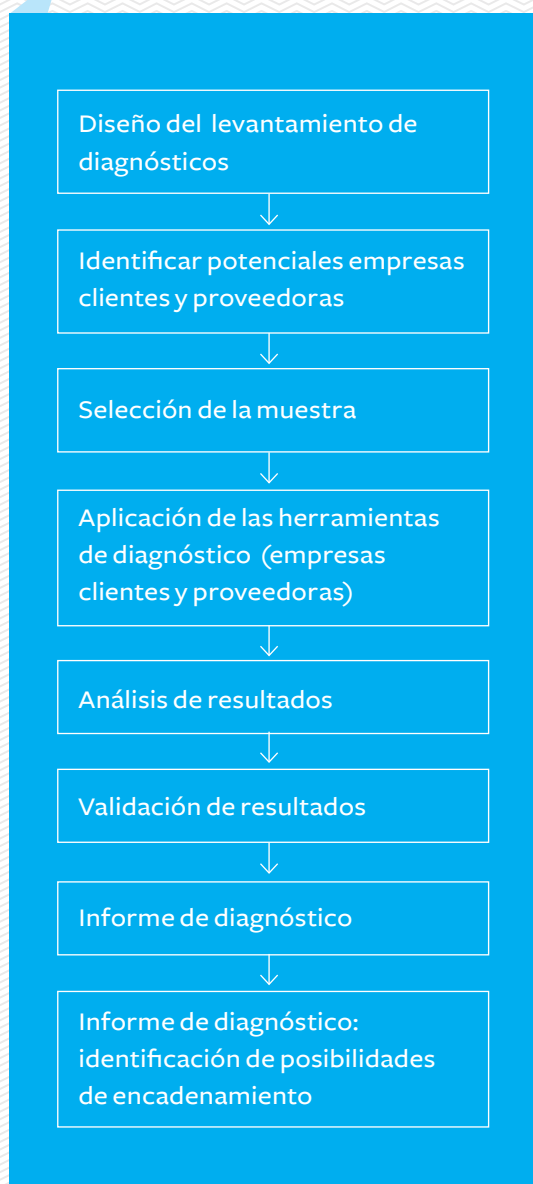 Diseño del levantamiento de
diagnósticos
Identificar potenciales empresas
clientes y proveedoras
Selección de la muestra
Aplicación de las herramientas
de diagnóstico (empresas
clientes y proveedoras)
Análisis de resultados
Validación de resultados
Informe de diagnóstico
Informe de diagnóstico:
identificación de posibilidades
de encadenamiento